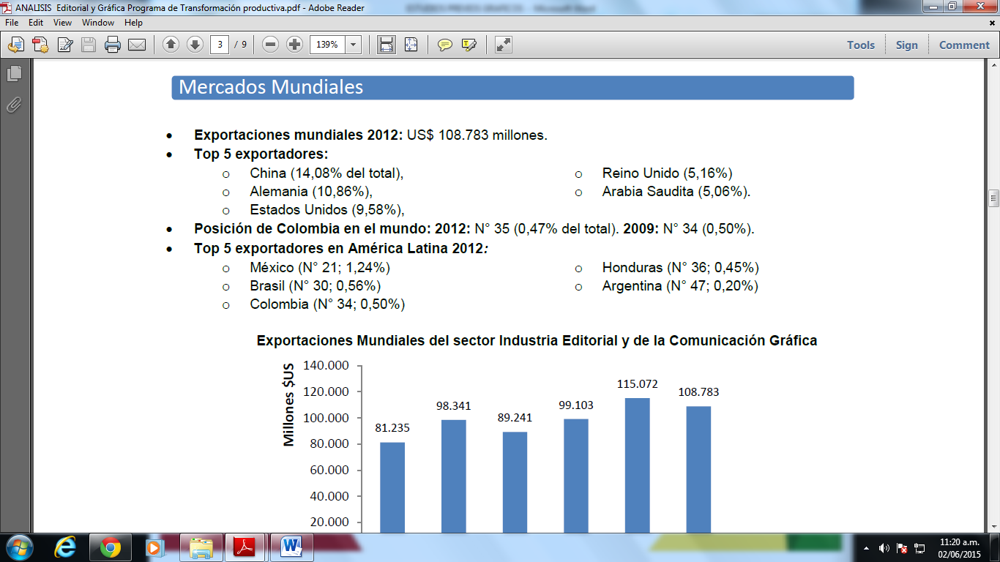 ANALISIS Editorial y Gráfica Programa de Transformación productiva.pdf - Adobe Reader
File Edit View Window Help
3 / 9 139% Tools Sign Comment
Mercados Mundiales
• Exportaciones mundiales 2012: US$ 108.783 millones.
• Top 5 exportadores:
o China (14,08% del total),
o Alemania (10,86%),
o Estados Unidos (9,58%),
o Reino Unido (5,16%)
o Arabia Saudita (5,06%).
• Posición de Colombia en el mundo: 2012: N° 35 (0,47% del total). 2009: N° 34 (0,50%).
• Top 5 exportadores en América Latina 2012:
o México (N° 21; 1,24%)
o Brasil (N° 30; 0,56%)
o Colombia (N° 34; 0,50%)
o Honduras (N° 36; 0,45%)
o Argentina (N° 47; 0,20%)
Exportaciones Mundiales del sector Industria Editorial y de la Comunicación Gráfica
Millones $US
140.000
120.000
100.000
80.000
60.000
40.000
20.000
81.235
98.341
89.241
99.103
115.072
108.783
11:20 a.m.
02/06/2015